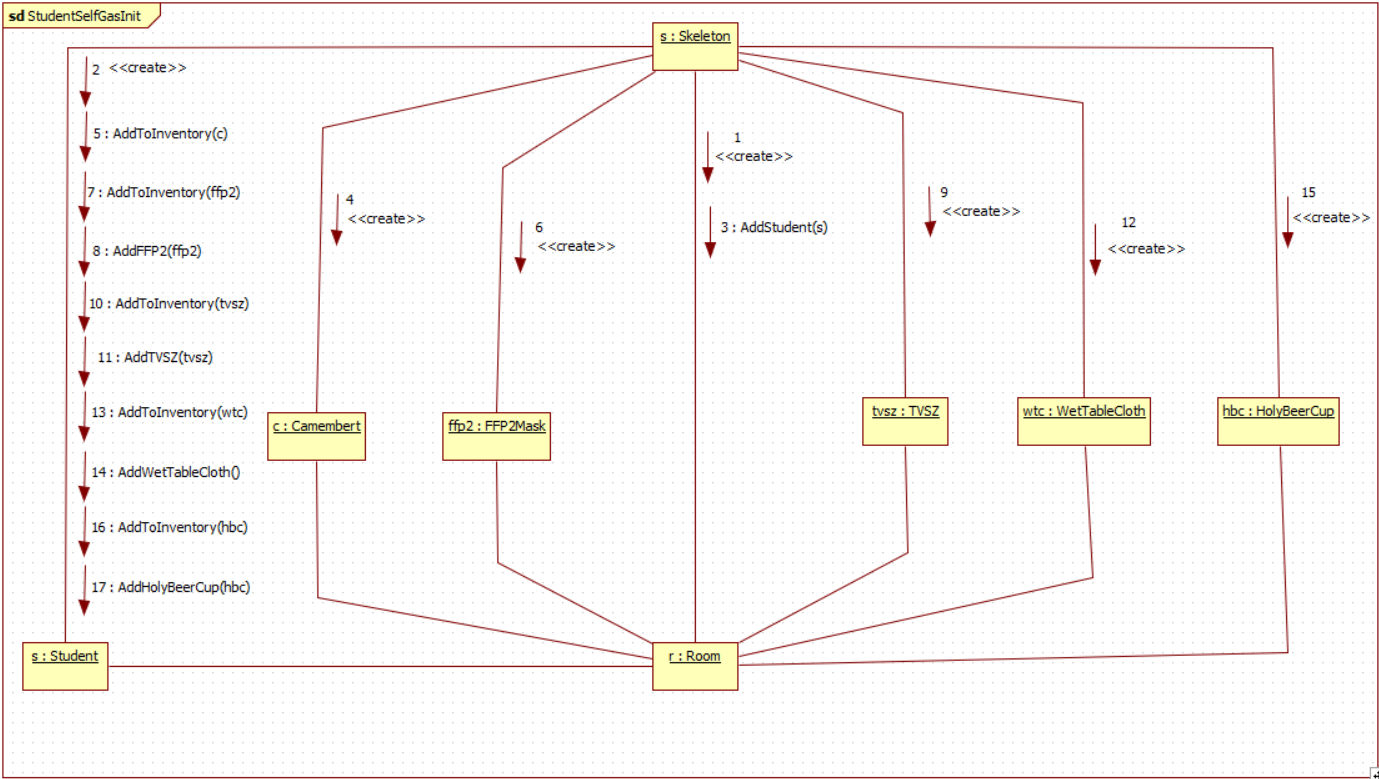 sd StudentSelfGasInit
s : Skeleton
2 <<create>>
5 : AddToInventory(c)
7 : AddToInventory(ffp2)
8 : AddFFP2(ffp2)
10 : AddToInventory(tvsz)
11 : AddTVSZ(tvsz)
13 : AddToInventory(wtc)
14 : AddWetTableCloth()
16 : AddToInventory(hbc)
17 : AddHolyBeerCup(hbc)
4
<<create>>
6
<<create>>
1
<<create>>
3 : AddStudent(s)
9
<<create>>
12
<<create>>
15
<<create>>
c : Camembert
ffp2 : FFP2Mask
tvsz : TVSZ
wtc : WetTableCloth
hbc : HolyBeerCup
s : Student
r : Room